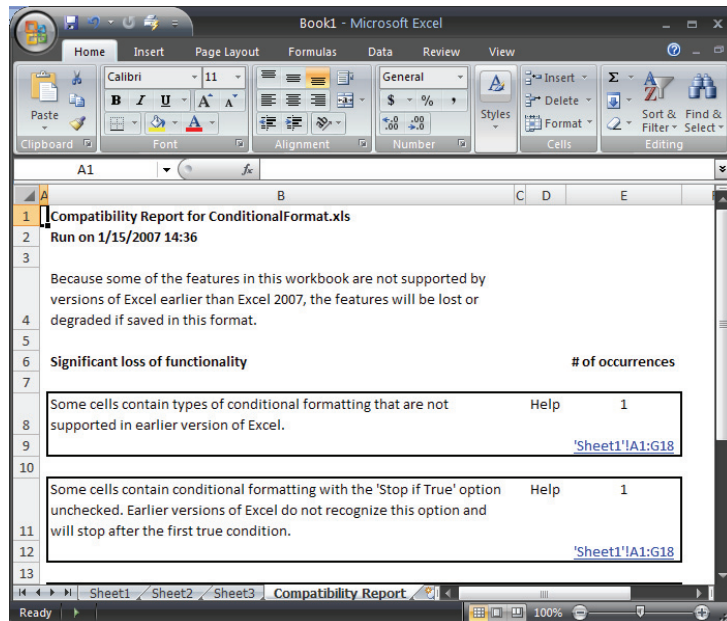 Book1 - Microsoft Excel
Home Insert Page Layout Formulas Data Review View
Paste
Calibri 11
B I U A A
A
General
$ % ,
.00 .00
Styles
Insert
Delete
Format
Σ
Sort & Filter
Find & Select
Clipboard Font Alignment Number Cells Editing
A1 fx
A B C D E
1 Compatibility Report for ConditionalFormat.xls
2 Run on 1/15/2007 14:36
3
Because some of the features in this workbook are not supported by
versions of Excel earlier than Excel 2007, the features will be lost or
4 degraded if saved in this format.
5
6 Significant loss of functionality # of occurrences
7
Some cells contain types of conditional formatting that are not Help 1
8 supported in earlier version of Excel.
9 'Sheet1'!A1:G18
10
Some cells contain conditional formatting with the 'Stop if True' option Help 1
unchecked. Earlier versions of Excel do not recognize this option and
11 will stop after the first true condition.
12 'Sheet1'!A1:G18
13
Sheet1 Sheet2 Sheet3 Compatibility Report
Ready 100%